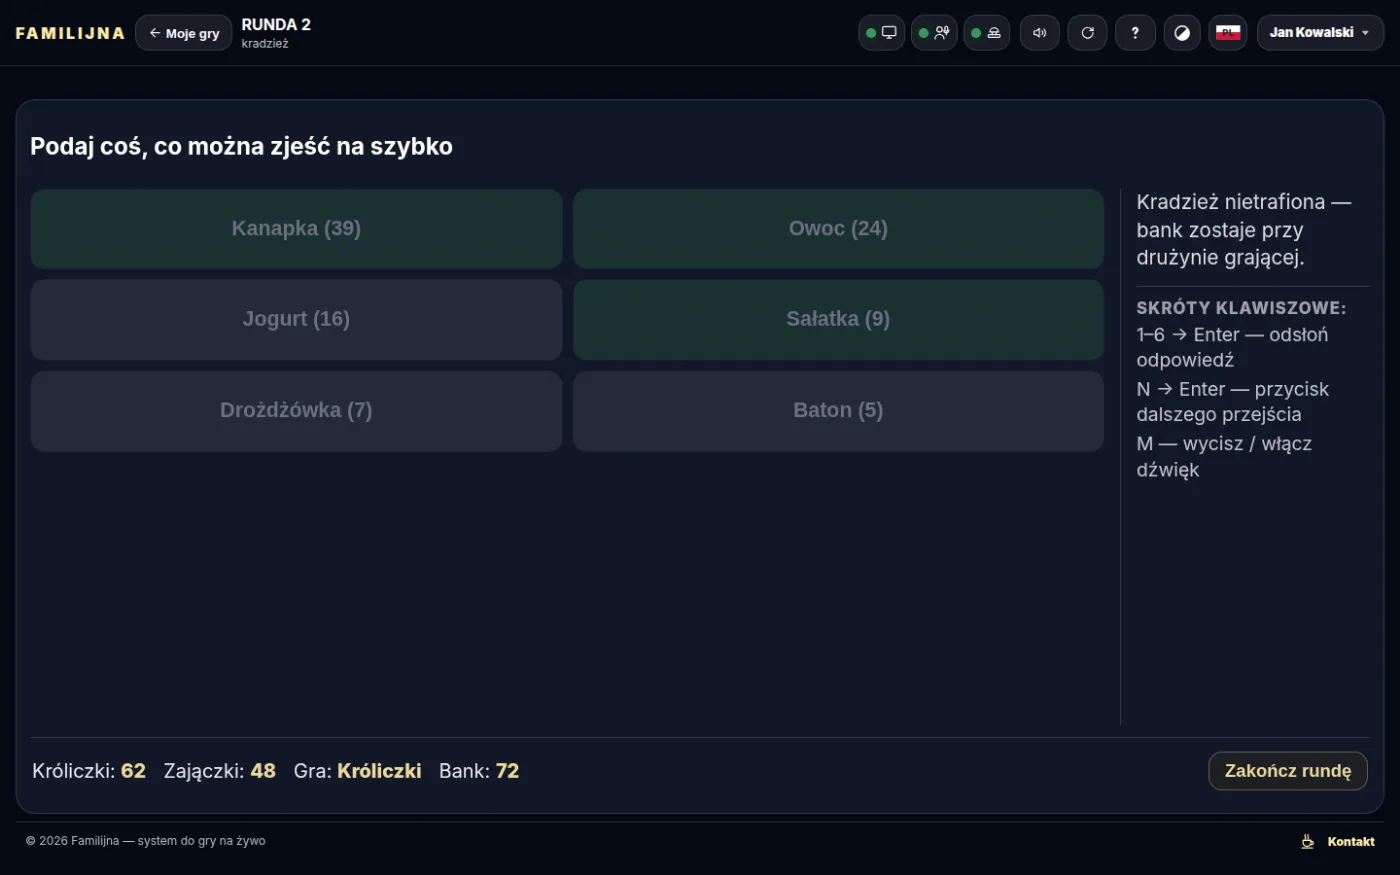 FAMILIJNA
← Moje gry
RUNDA 2
kradzież
?
PL
Jan Kowalski
Podaj coś, co można zjeść na szybko
Kanapka (39)
Owoc (24)
Jogurt (16)
Sałatka (9)
Drożdżówka (7)
Baton (5)
Kradzież nietrafiona —
bank zostaje przy
drużynie grającej.
SKRÓTY KLAWISZOWE:
1–6 → Enter — odsłoń
odpowiedź
N → Enter — przycisk
dalszego przejścia
M — wycisz / włącz
dźwięk
Króliczki: 62 Zajączki: 48 Gra: Króliczki Bank: 72
Zakończ rundę
© 2026 Familijna — system do gry na żywo
Kontakt